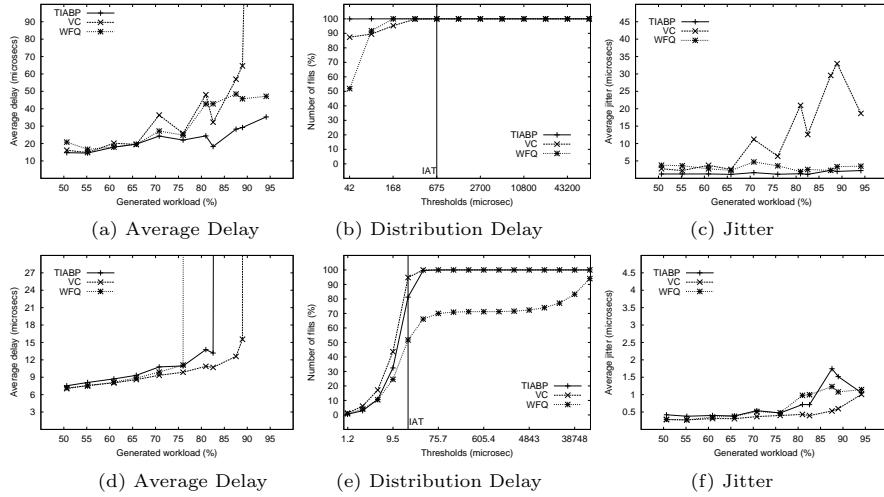 Average delay (microsecs)
90
80
70
60
50
40
30
20
10
TIABP
VC
WFQ
50 55 60 65 70 75 80 85 90 95
Generated workload (%)
(a) Average Delay
Number of flits (%)
100
90
80
70
60
50
40
30
20
10
0
TIABP
VC
WFQ
IAT
42 168 675 2700 10800 43200
Thresholds (microsec)
(b) Distribution Delay
Average jitter (microsecs)
45
35
25
15
5
TIABP
VC
WFQ
50 55 60 65 70 75 80 85 90 95
Generated workload (%)
(c) Jitter
Average delay (microsecs)
27
24
21
18
15
12
9
6
3
TIABP
VC
WFQ
50 55 60 65 70 75 80 85 90 95
Generated workload (%)
(d) Average Delay
Number of flits (%)
100
90
80
70
60
50
40
30
20
10
0
TIABP
VC
WFQ
IAT
1.2 9.5 75.7 605.4 4843 38748
Thresholds (microsec)
(e) Distribution Delay
Average jitter (microsecs)
4.5
3.5
2.5
1.5
0.5
TIABP
VC
WFQ
50 55 60 65 70 75 80 85 90 95
Generated workload (%)
(f) Jitter